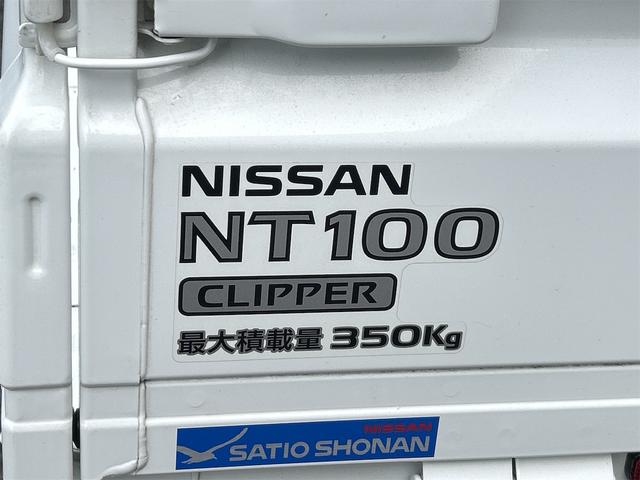 NISSAN
NT100
CLIPPER
最大積載量 350Kg
NISSAN
SATIO SHONAN